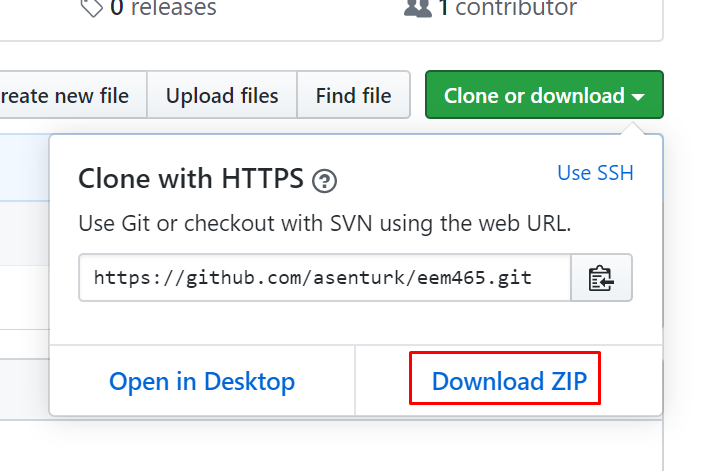 0 releases
1 contributor
reate new file
Upload files
Find file
Clone or download
Clone with HTTPS ?
Use SSH
Use Git or checkout with SVN using the web URL.
https://github.com/asenturk/eem465.git
Open in Desktop
Download ZIP